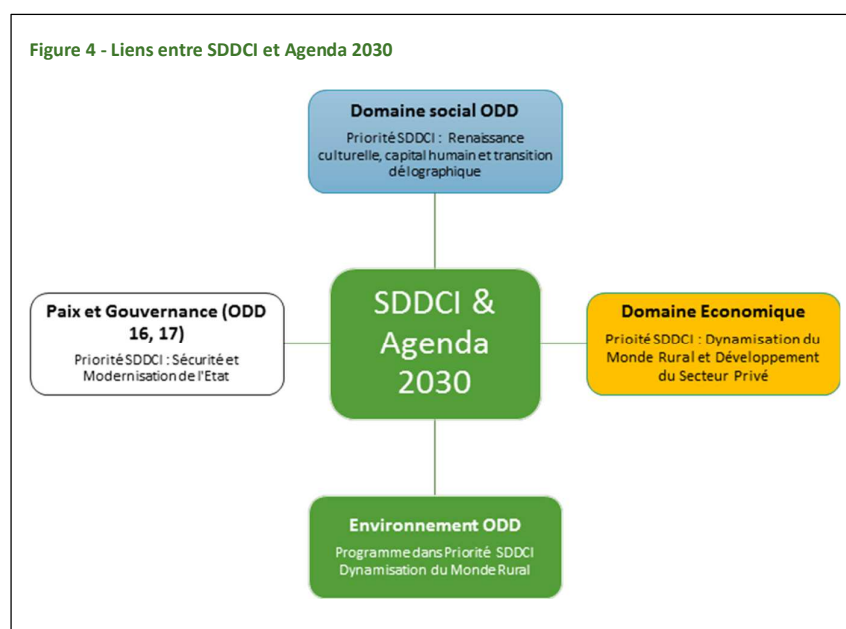 Figure 4 - Liens entre SDDCI et Agenda 2030
Domaine social ODD
Priorité SDDCI : Renaissance
culturelle, capital humain et transition
délographique
Paix et Gouvernance (ODD
16, 17)
Priorité SDDCI : Sécurité et
Modernisation de l'Etat
SDDCI &
Agenda
2030
Domaine Economique
Prioité SDDCI : Dynamisation du
Monde Rural et Développement
du Secteur Privé
Environnement ODD
Programme dans Priorité SDDCI
Dynamisation du Monde Rural